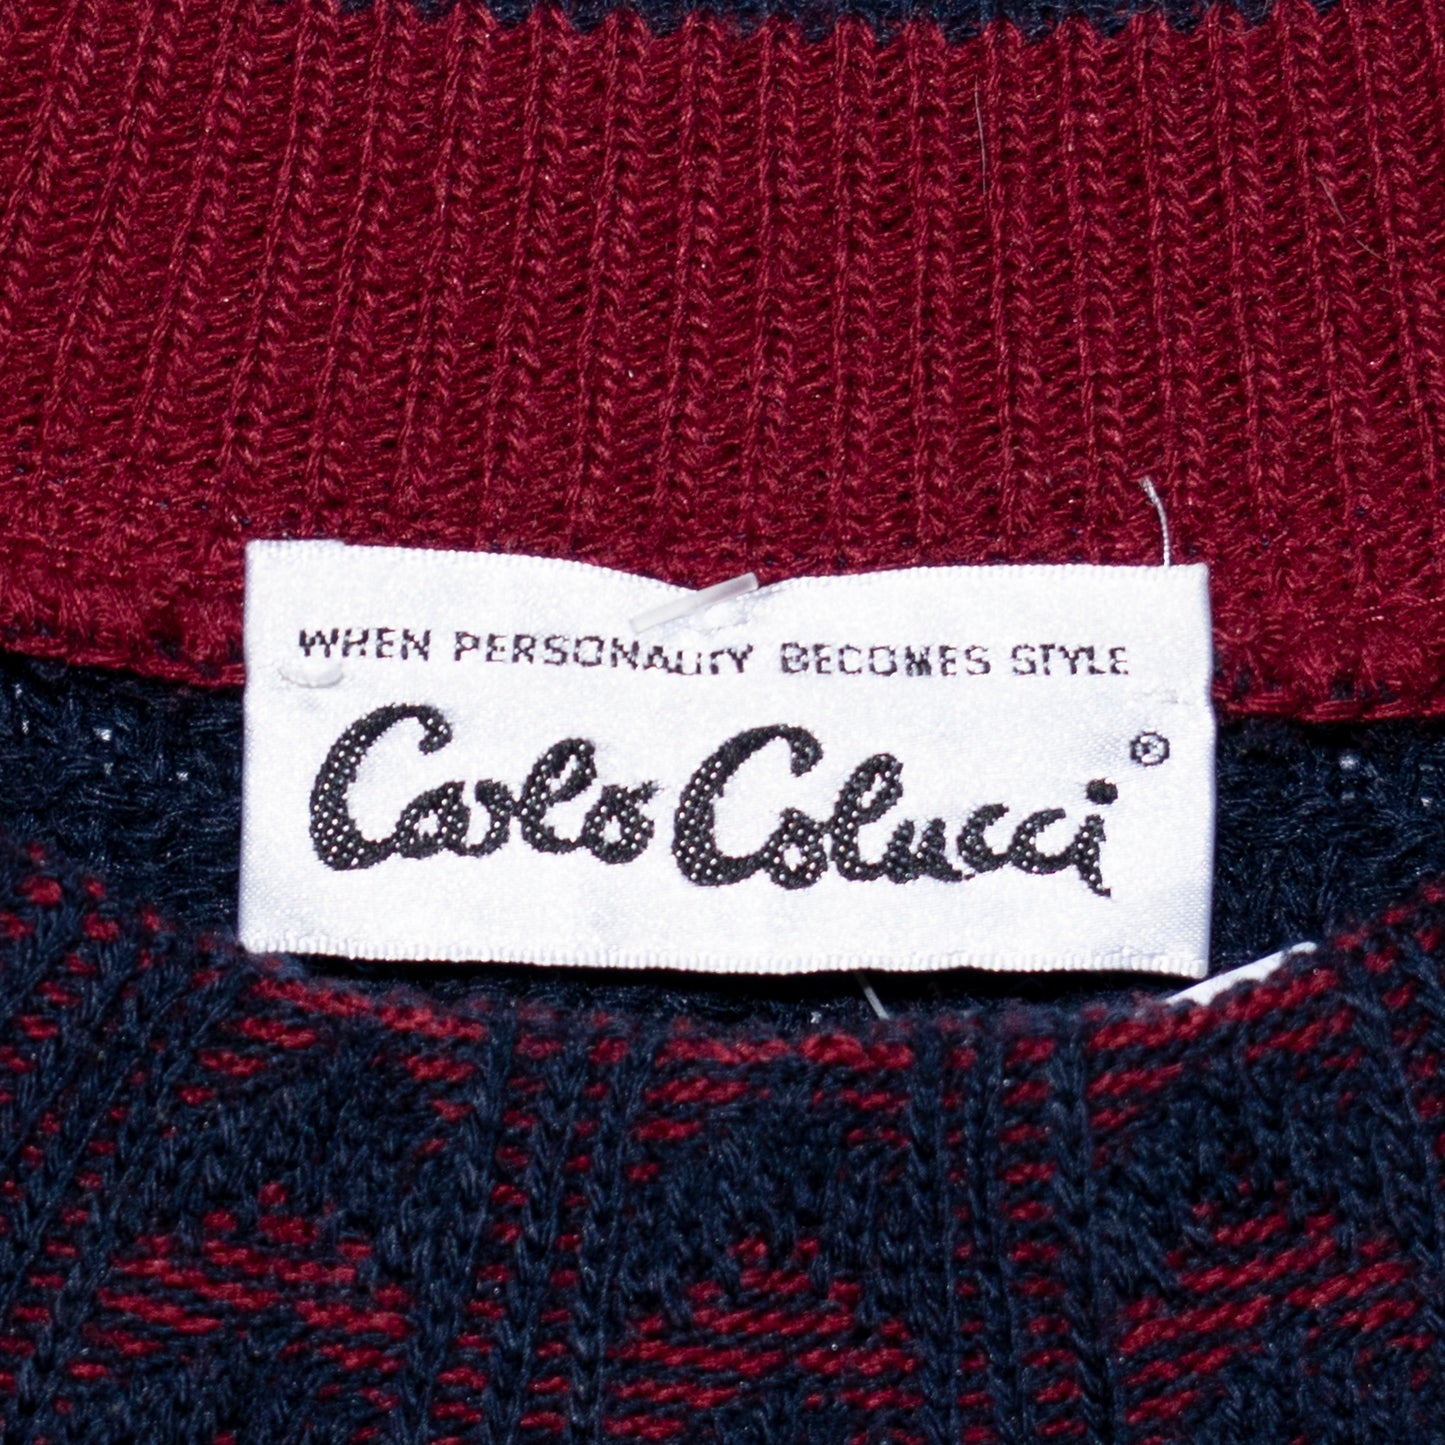 WHEN PERSONALITY BECOMES STYLE
Carlo Colucci ®